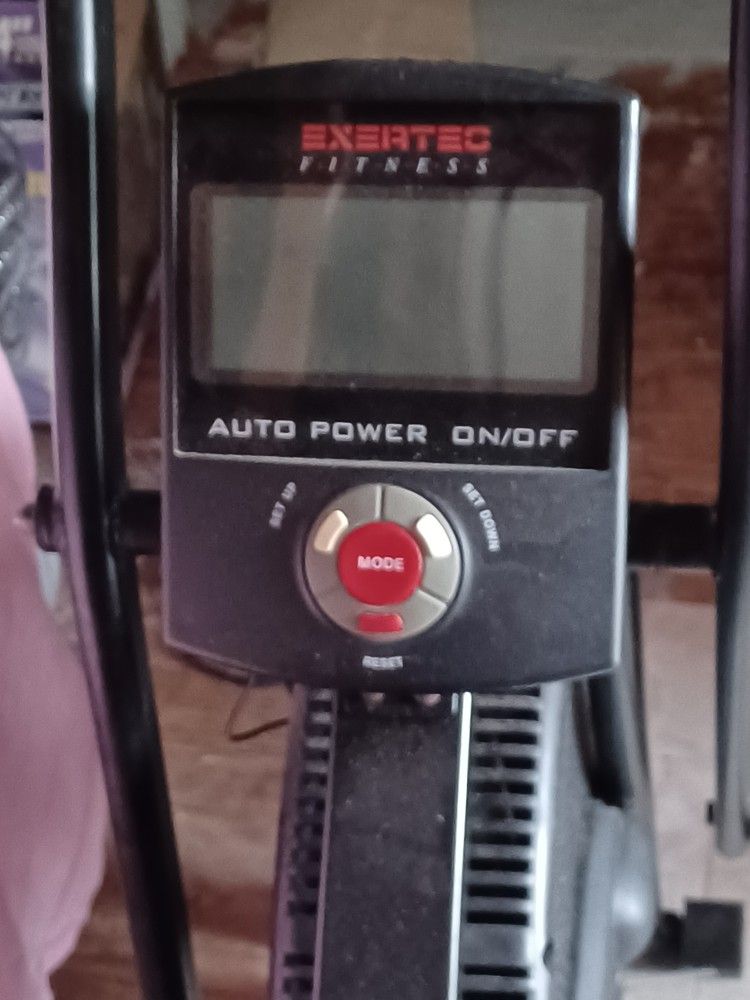 EXERTEC
FITNESS
AUTO POWER ON/OFF
SET UP
SET DOWN
MODE
RESET